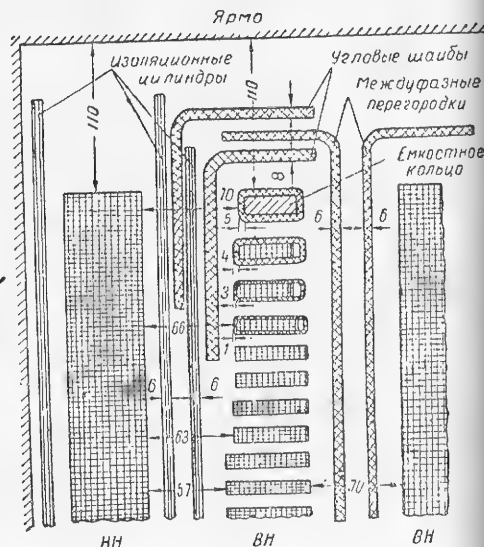 Ярмо
Изоляционные
цилиндры
Угловые шайбы
Междуфазные
перегородки
Емкостное
кольцо
110
110
8
10
5
6
6
4
3
66
1
6
6
63
57
70
НН
ВН
ВН